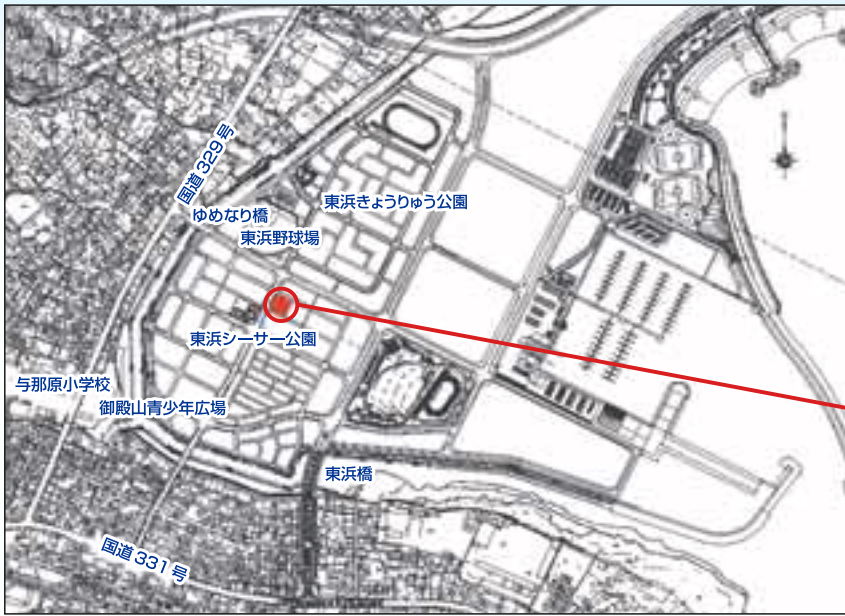 国道329号
東浜きょうりゅう公園
ゆめなり橋
東浜野球場
東浜シーサー公園
与那原小学校
御殿山青少年広場
東浜橋
国道331号